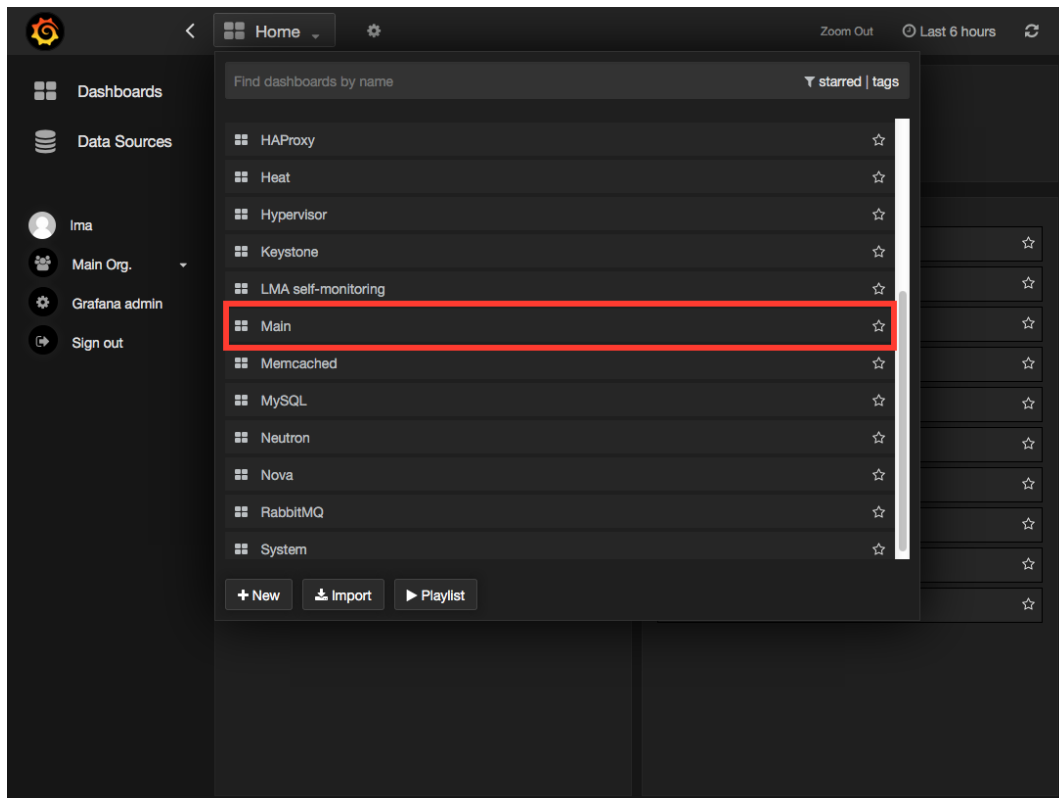 Home
Zoom Out
Last 6 hours
Dashboards
Data Sources
lma
Main Org.
Grafana admin
Sign out
Find dashboards by name
starred | tags
HAProxy
Heat
Hypervisor
Keystone
LMA self-monitoring
Main
Memcached
MySQL
Neutron
Nova
RabbitMQ
System
New
Import
Playlist